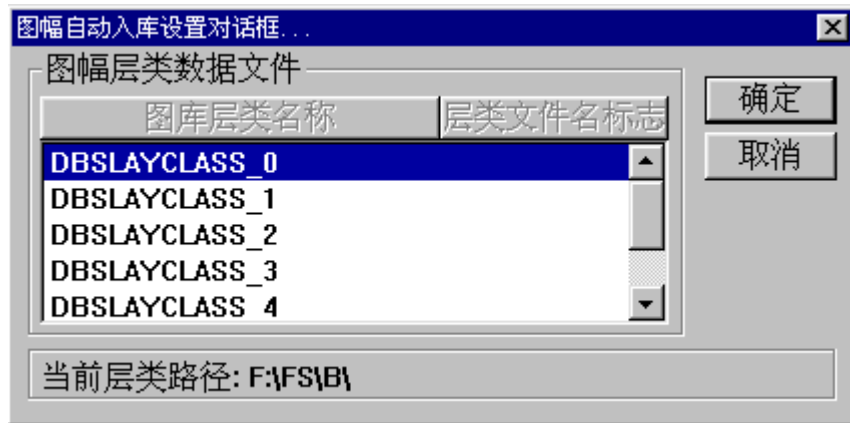 图幅自动入库设置对话框...
图幅层类数据文件
图库层类名称 层类文件名标志
确定
取消
DBSLAYCLASS_0
DBSLAYCLASS_1
DBSLAYCLASS_2
DBSLAYCLASS_3
DBSLAYCLASS_4
当前层类路径: F:\FS\B\